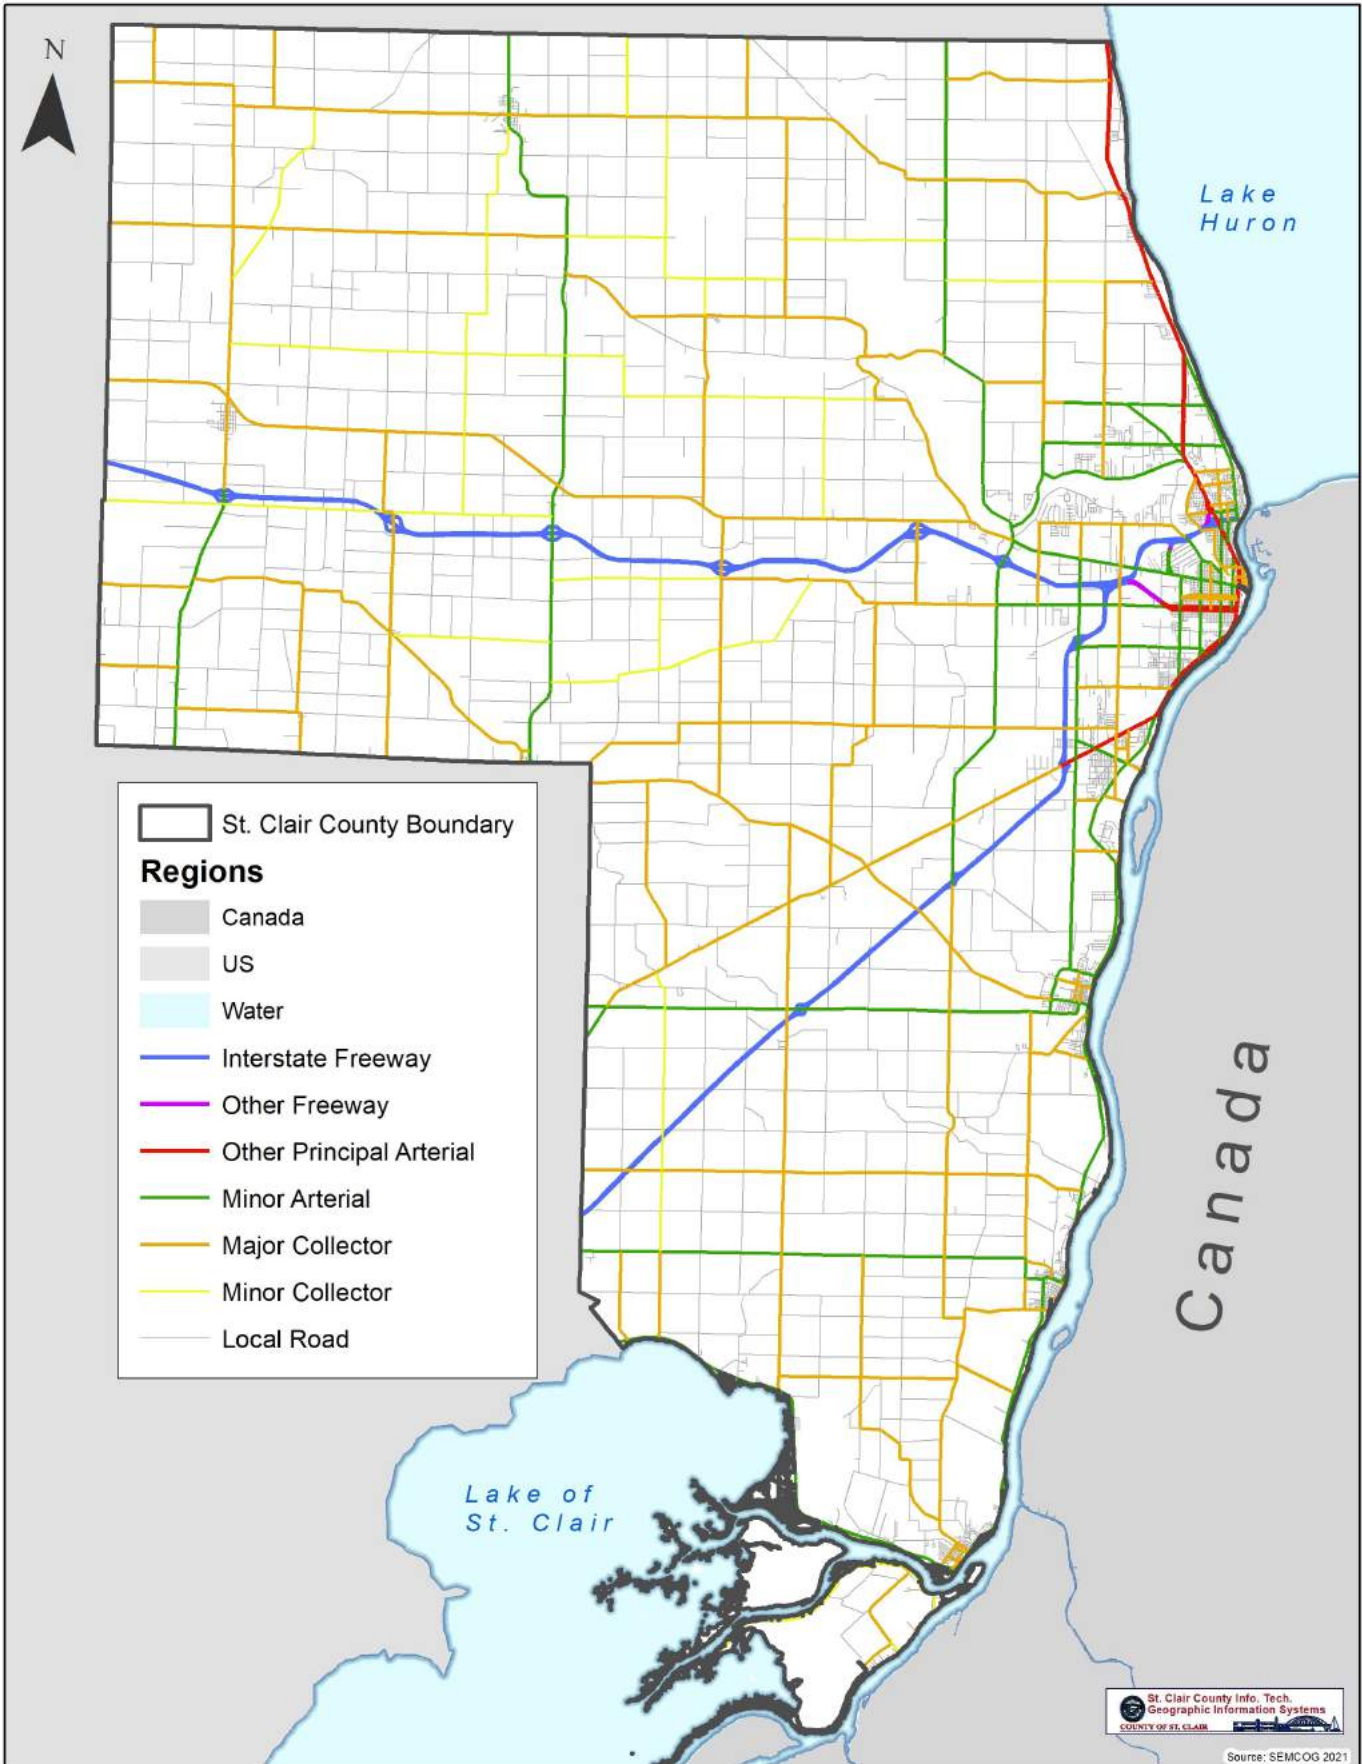 N
Lake
Huron
St. Clair County Boundary
Regions
Canada
US
Water
Interstate Freeway
Other Freeway
Other Principal Arterial
Minor Arterial
Major Collector
Minor Collector
Local Road
Canada
Lake of
St. Clair
St. Clair County Info. Tech.
Geographic Information Systems
COUNTY OF ST. CLAIR
Source: SEMCOG 2021